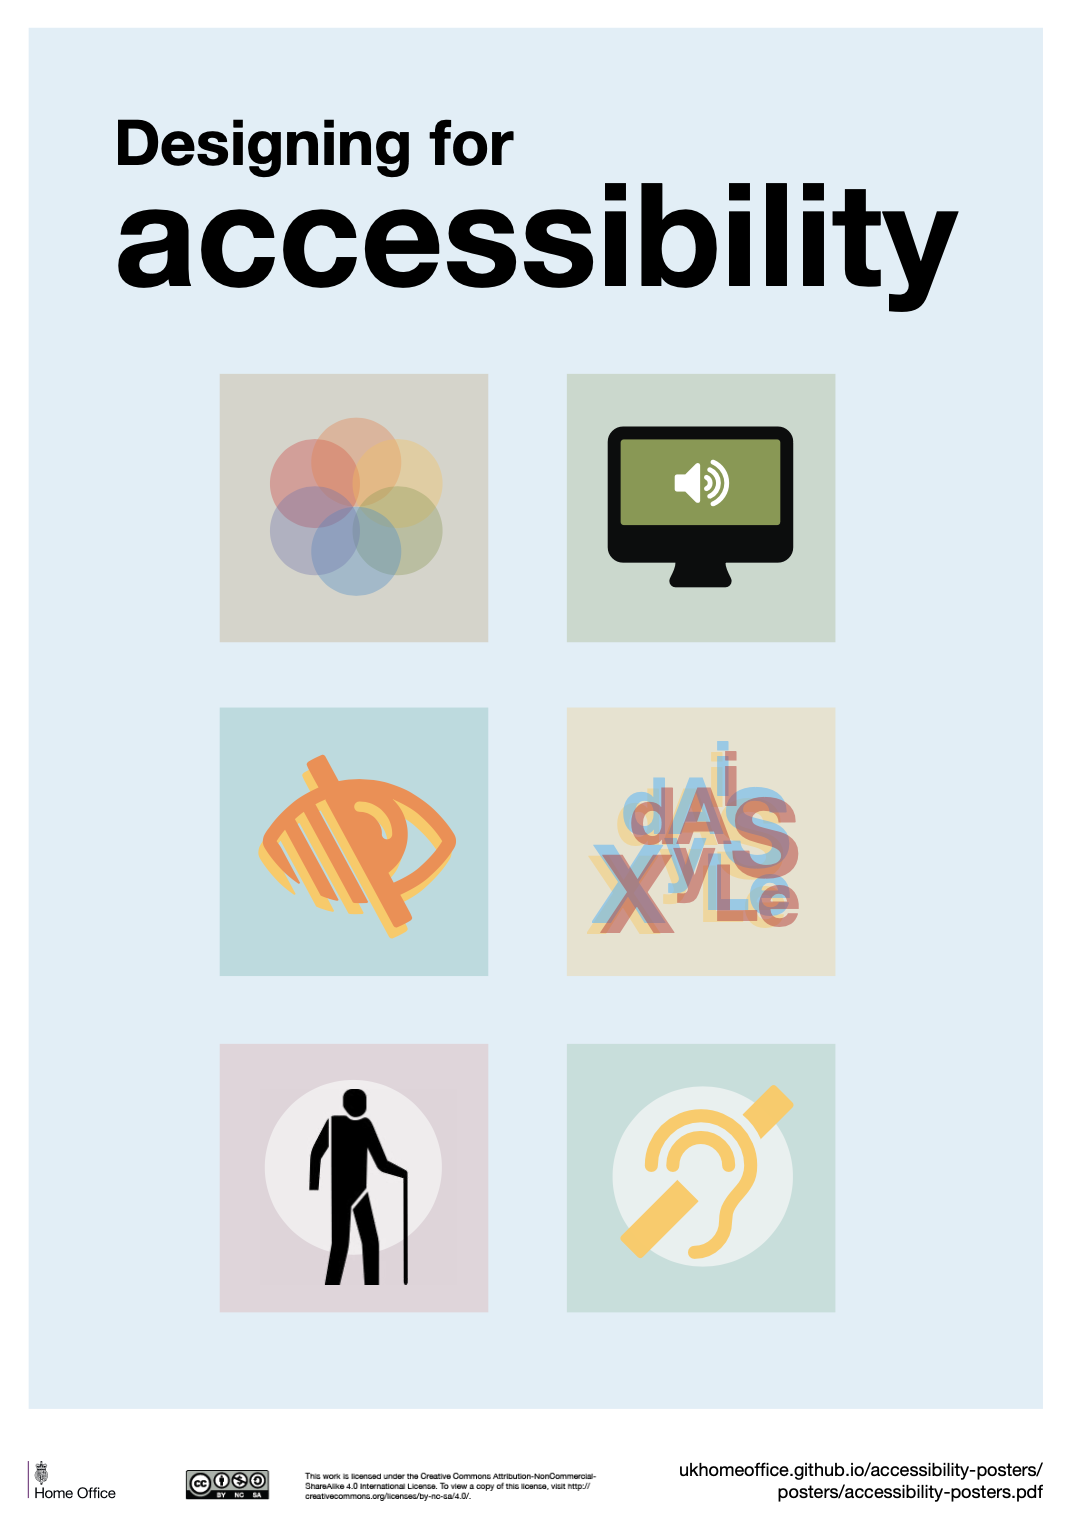 Designing for
accessibility
i
d A S
X y L e
Home Office
cc
BY NC SA
This work is licensed under the Creative Commons Attribution-NonCommercial-
ShareAlike 4.0 International License. To view a copy of this license, visit http://
creativecommons.org/licenses/by-nc-sa/4.0/.
ukhomeoffice.github.io/accessibility-posters/
posters/accessibility-posters.pdf